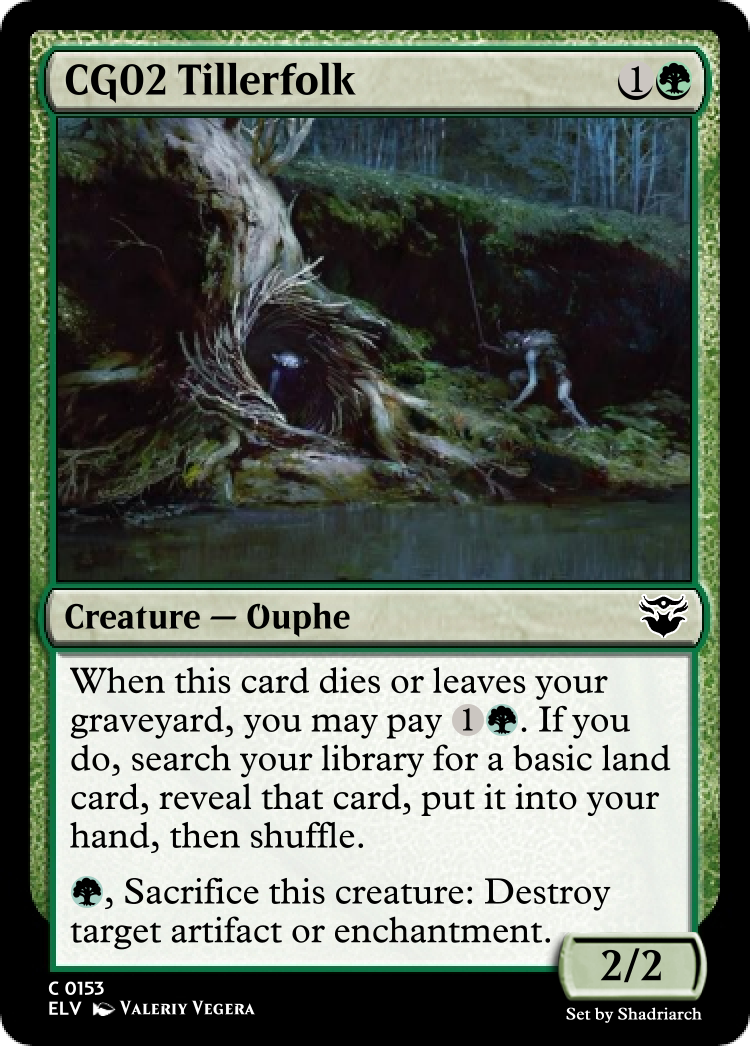 CG02 Tillerfolk
1
Creature — Ouphe
When this card dies or leaves your
graveyard, you may pay 1 . If you
do, search your library for a basic land
card, reveal that card, put it into your
hand, then shuffle.
, Sacrifice this creature: Destroy
target artifact or enchantment.
2/2
C 0153
ELV Valeriy Vegera
Set by Shadriarch